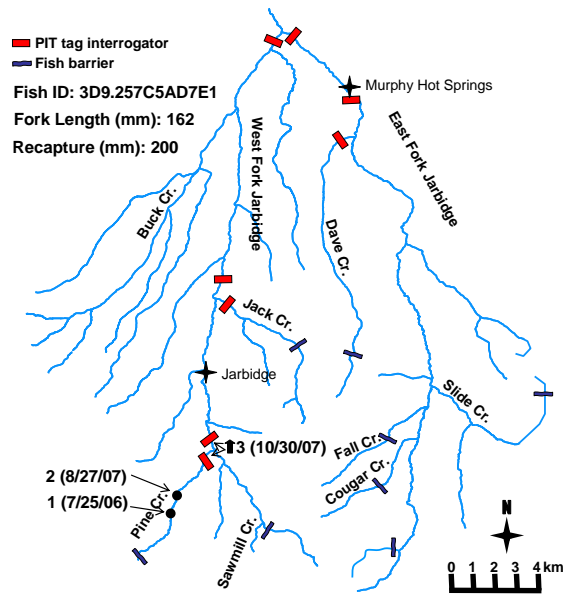 PIT tag interrogator
Fish barrier
Fish ID: 3D9.257C5AD7E1
Fork Length (mm): 162
Recapture (mm): 200
Murphy Hot Springs
East Fork Jarbidge
West Fork Jarbidge
Buck Cr.
Dave Cr.
Jack Cr.
Jarbidge
Slide Cr.
3 (10/30/07)
Fall Cr.
Cougar Cr.
2 (8/27/07)
1 (7/25/06)
Pine Cr.
Sawmill Cr.
N
0 1 2 3 4 km